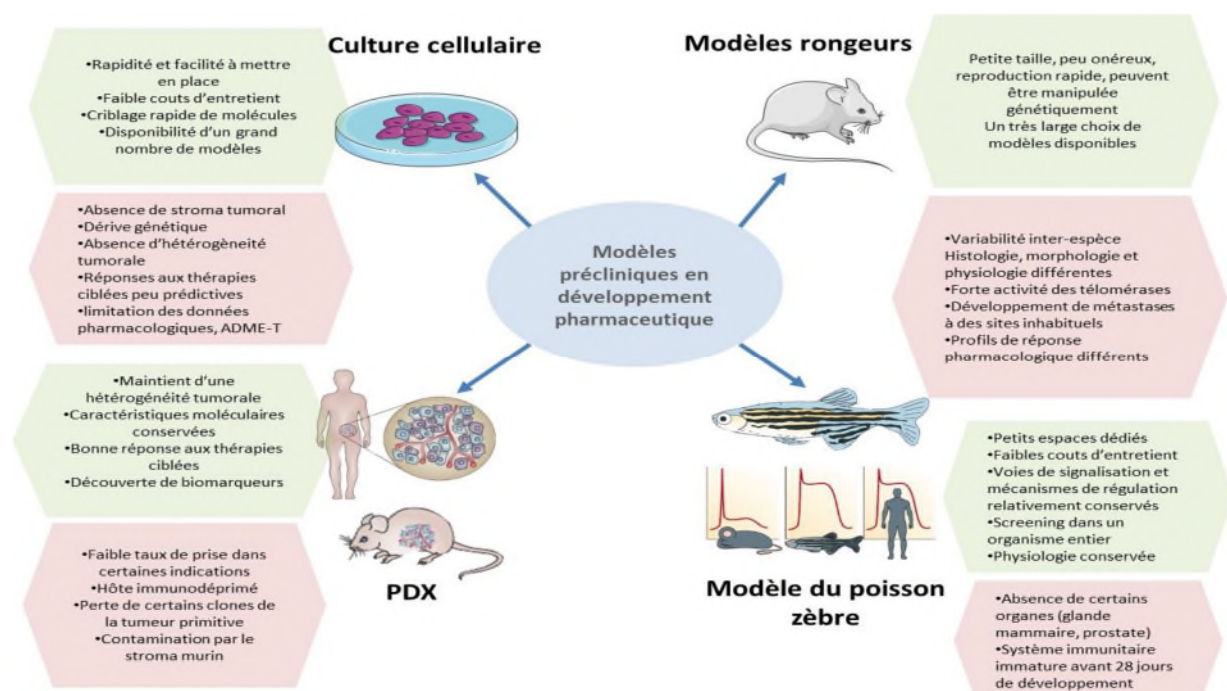 Culture cellulaire
•Rapidité et facilité à mettre
en place
•Faible couts d'entretient
•Criblage rapide de molécules
•Disponibilité d'un grand
nombre de modèles
•Absence de stroma tumoral
•Dérive génétique
•Absence d'hétérògèneité
tumorale
•Réponses aux thérapies
ciblées peu prédictives
•limitation des données
pharmacologiques, ADME-T
Modèles rongeurs
Petite taille, peu onéreux,
reproduction rapide, peuvent
être manipulée
génétiquement
Un très large choix de
modèles disponibles
•Variabilité inter-espèce
Histologie, morphologie et
physiologie différentes
•Forte activité des télomérases
•Développement de métastases
à des sites inhabituels
•Profils de réponse
pharmacologique différents
Modèles
précliniques en
développement
pharmaceutique
•Maintient d'une
hétérogénéité tumorale
•Caractéristiques moléculaires
conservées
•Bonne réponse aux thérapies
ciblées
•Découverte de biomarqueurs
•Faible taux de prise dans
certaines indications
•Hôte immunodéprimé
•Perte de certains clones de
la tumeur primitive
•Contamination par le
stroma murin
PDX
Modèle du poisson
zèbre
•Petits espaces dédiés
•Faibles couts d'entretient
•Voies de signalisation et
mécanismes de régulation
relativement conservés
•Screening dans un
organisme entier
•Physiologie conservée
•Absence de certains
organes (glande
mammaire, prostate)
•Système immunitaire
immature avant 28 jours
de développement